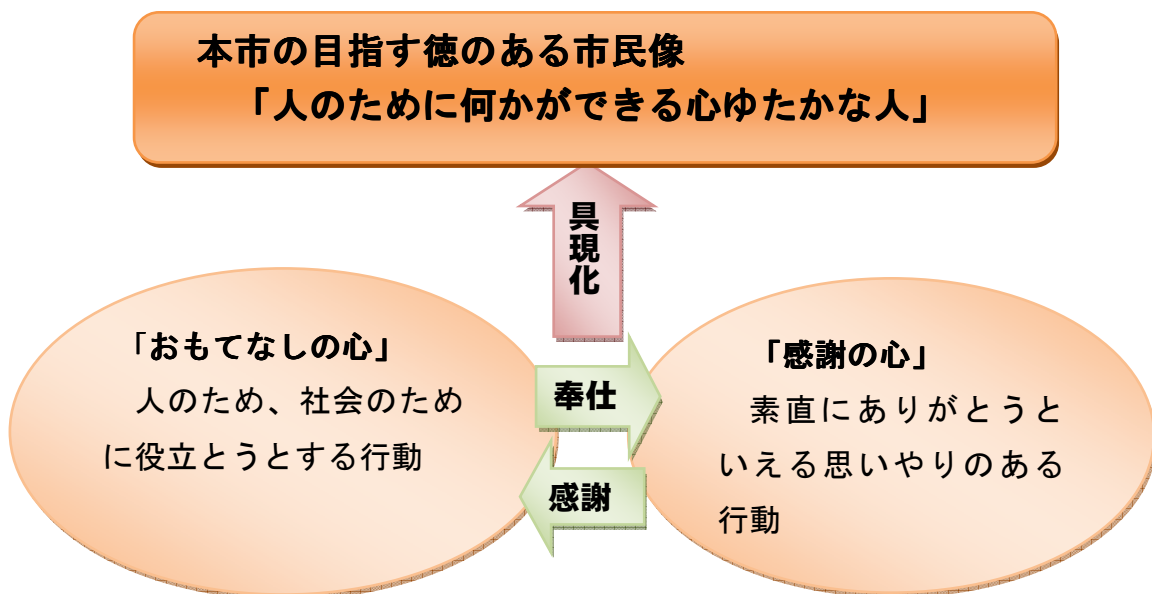 本市の目指す徳のある市民像
「人のために何かができる心ゆたかな人」
具現化
「おもてなしの心」
人のため、社会のため
に役立とうとする行動
奉仕
感謝
「感謝の心」
素直にありがとうと
いえる思いやりのある
行動